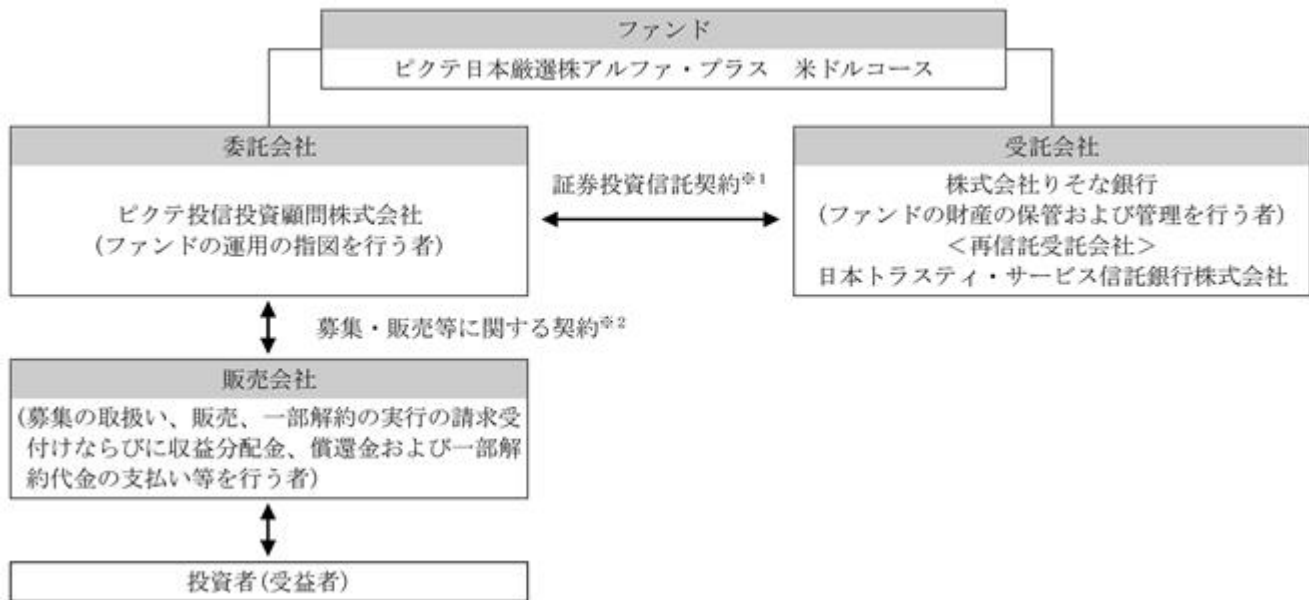 ファンド
ピクテ日本厳選株アルファ・プラス　米ドルコース
委託会社
ピクテ投信投資顧問株式会社
(ファンドの運用の指図を行う者)
証券投資信託契約※1
受託会社
株式会社りそな銀行
(ファンドの財産の保管および管理を行う者)
＜再信託受託会社＞
日本トラスティ・サービス信託銀行株式会社
募集・販売等に関する契約※2
販売会社
(募集の取扱い、販売、一部解約の実行の請求受
付けならびに収益分配金、償還金および一部解
約代金の支払い等を行う者)
投資者(受益者)